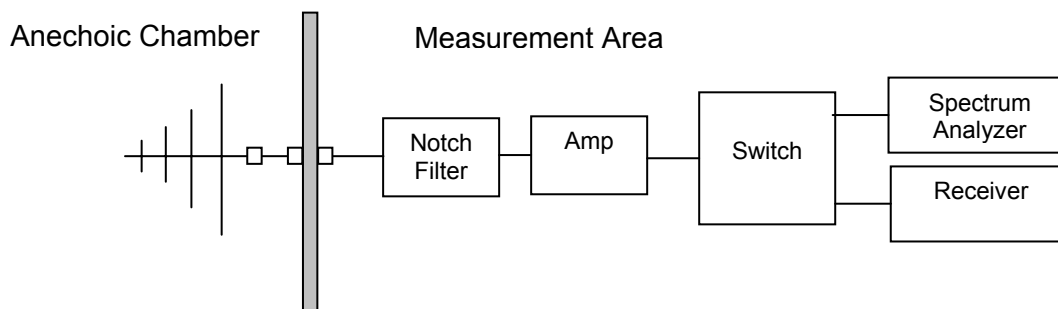 Anechoic Chamber
Measurement Area
Notch
Filter
Amp
Switch
Spectrum
Analyzer
Receiver